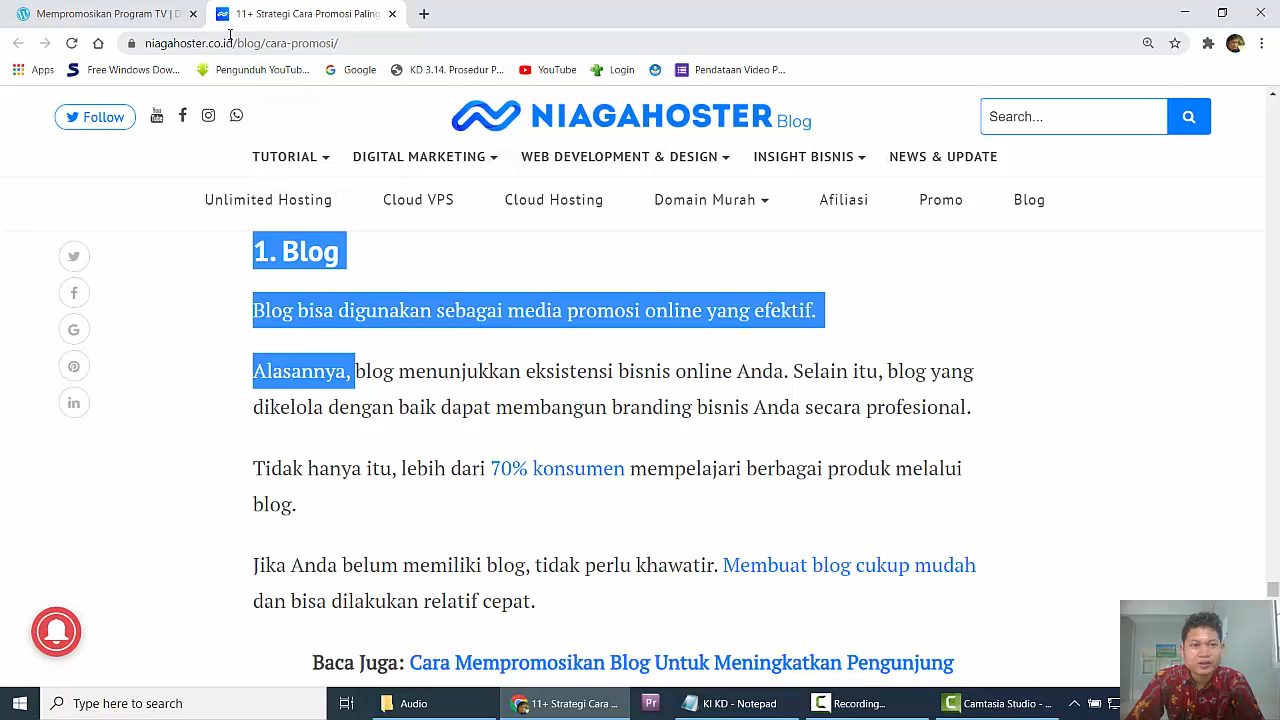 Mempromosikan Program TV | D
11+ Strategi Cara Promosi Paling
niagahoster.co.id/blog/cara-promosi/
Apps
Free Windows Dow...
Pengunduh YouTub...
Google
KD 3.14. Prosedur P...
YouTube
Login
Pendataan Video P...
Follow
NIAGAHOSTER Blog
Search...
TUTORIAL
DIGITAL MARKETING
WEB DEVELOPMENT & DESIGN
INSIGHT BISNIS
NEWS & UPDATE
Unlimited Hosting
Cloud VPS
Cloud Hosting
Domain Murah
Afiliasi
Promo
Blog
1. Blog
Blog bisa digunakan sebagai media promosi online yang efektif.
Alasannya, blog menunjukkan eksistensi bisnis online Anda. Selain itu, blog yang
dikelola dengan baik dapat membangun branding bisnis Anda secara profesional.
Tidak hanya itu, lebih dari 70% konsumen mempelajari berbagai produk melalui
blog.
Jika Anda belum memiliki blog, tidak perlu khawatir. Membuat blog cukup mudah
dan bisa dilakukan relatif cepat.
Baca Juga: Cara Mempromosikan Blog Untuk Meningkatkan Pengunjung
Type here to search
Audio
11+ Strategi Cara ...
Pr
KI KD - Notepad
Recording...
Camtasia Studio - ...